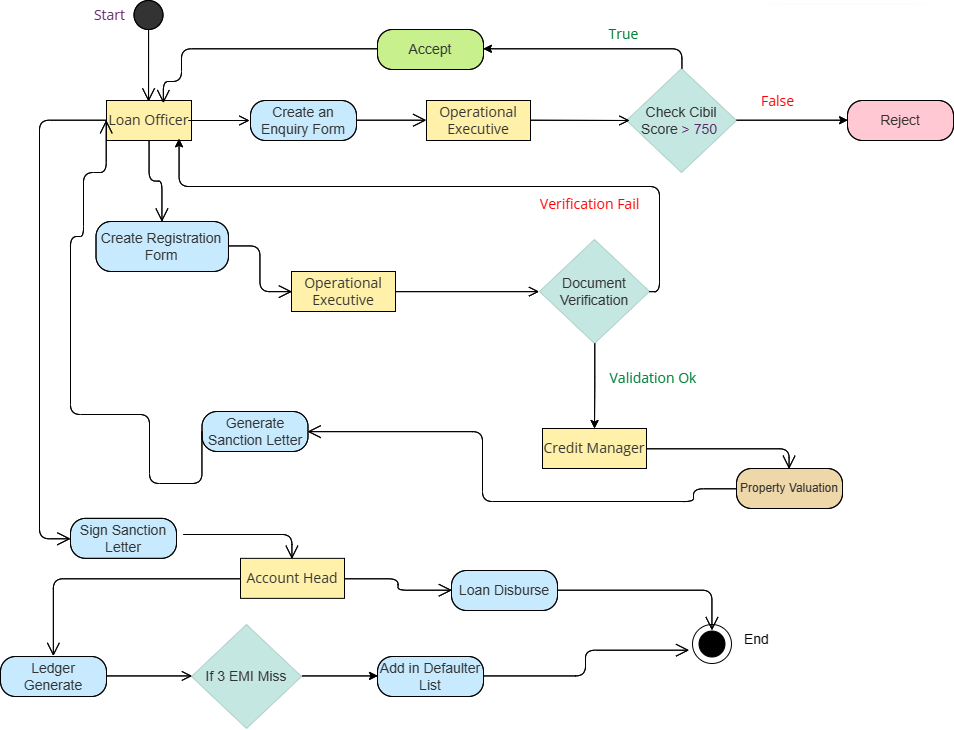 Start
True
Accept
False
Loan Officer
Create an
Enquiry Form
Operational
Executive
Check Cibil
Score > 750
Reject
Verification Fail
Create Registration
Form
Operational
Executive
Document
Verification
Validation Ok
Generate
Sanction Letter
Credit Manager
Property Valuation
Sign Sanction
Letter
Account Head
Loan Disburse
End
Ledger
Generate
If 3 EMI Miss
Add in Defaulter
List